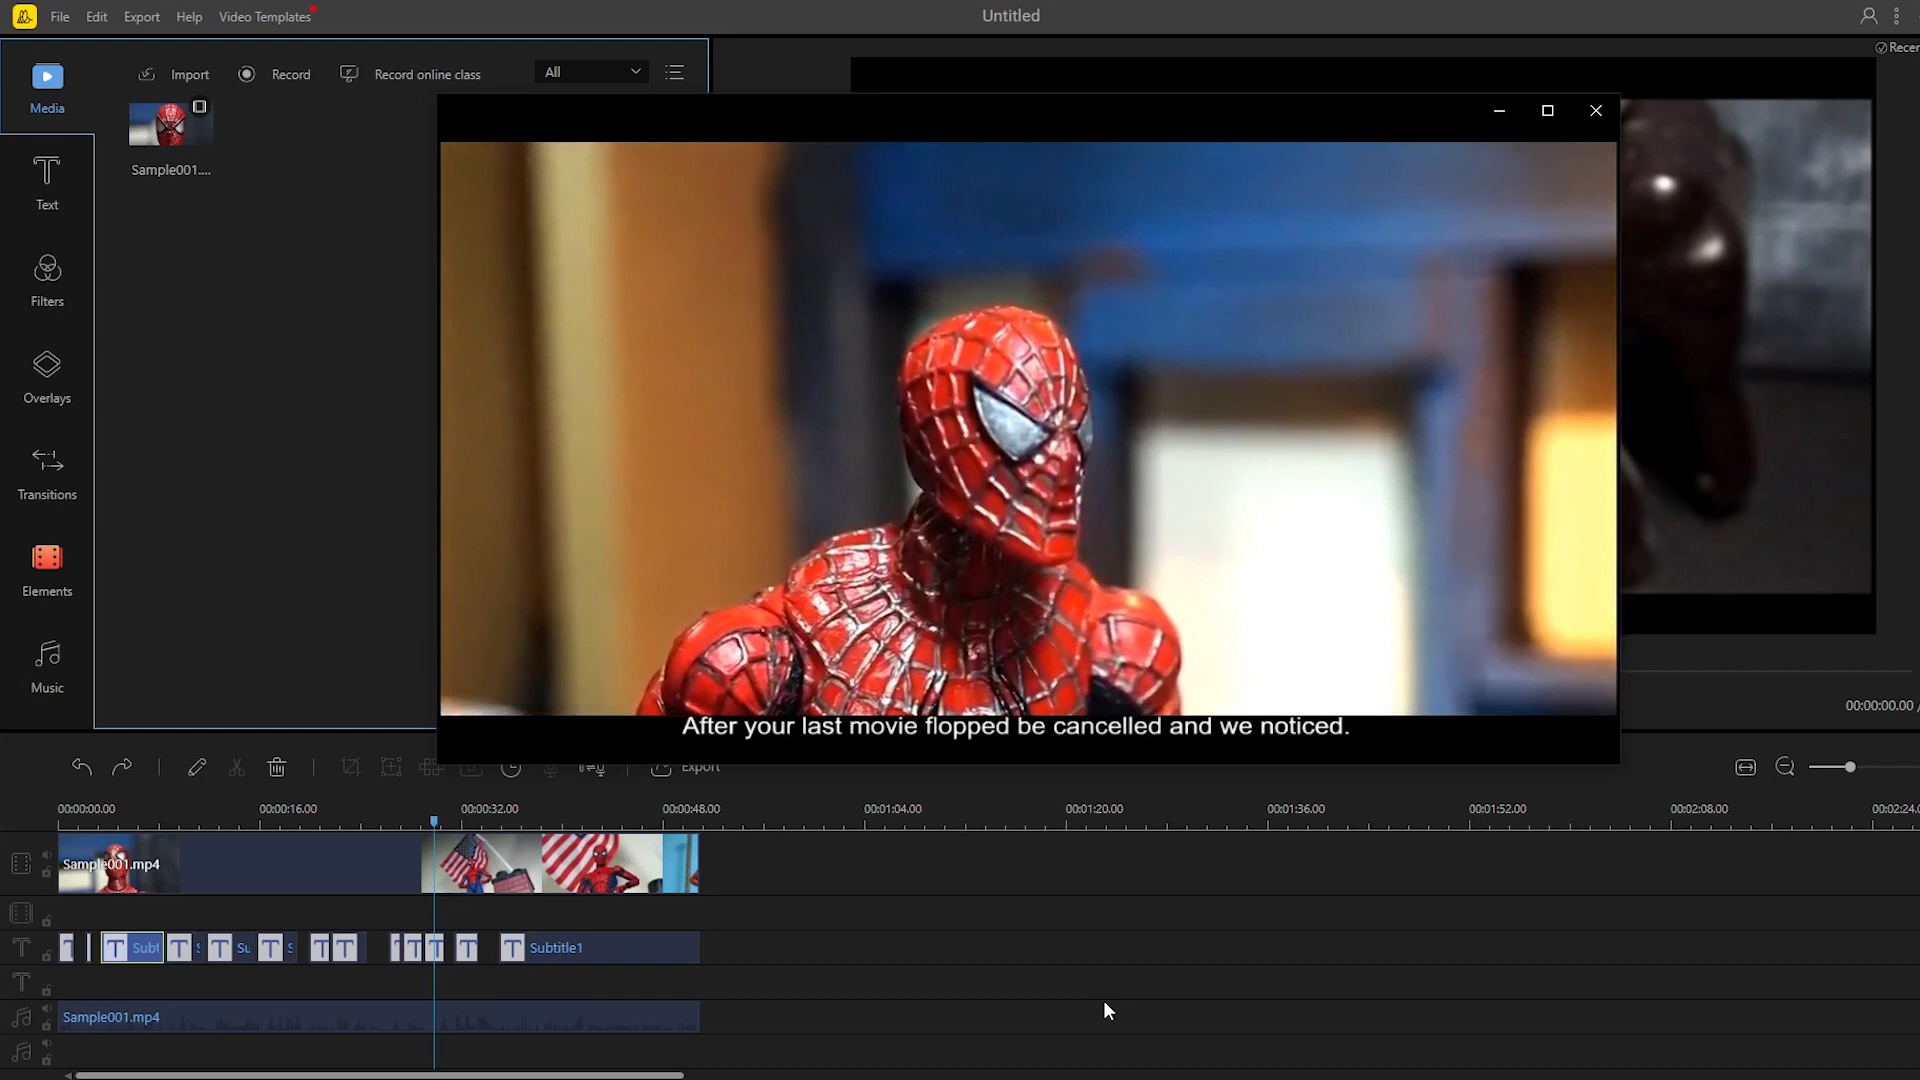 File Edit Export Help Video Templates
Untitled
Recen
Import
Record
Record online class
All
Media
Sample001....
Text
Filters
Overlays
Transitions
Elements
Music
After your last movie flopped be cancelled and we noticed.
00:00:00.00 /
Export
00:00:00.00 00:00:16.00 00:00:32.00 00:00:48.00 00:01:04.00 00:01:20.00 00:01:36.00 00:01:52.00 00:02:08.00 00:02:24.0
Sample001.mp4
Subt S Su S Subtitle1
Sample001.mp4